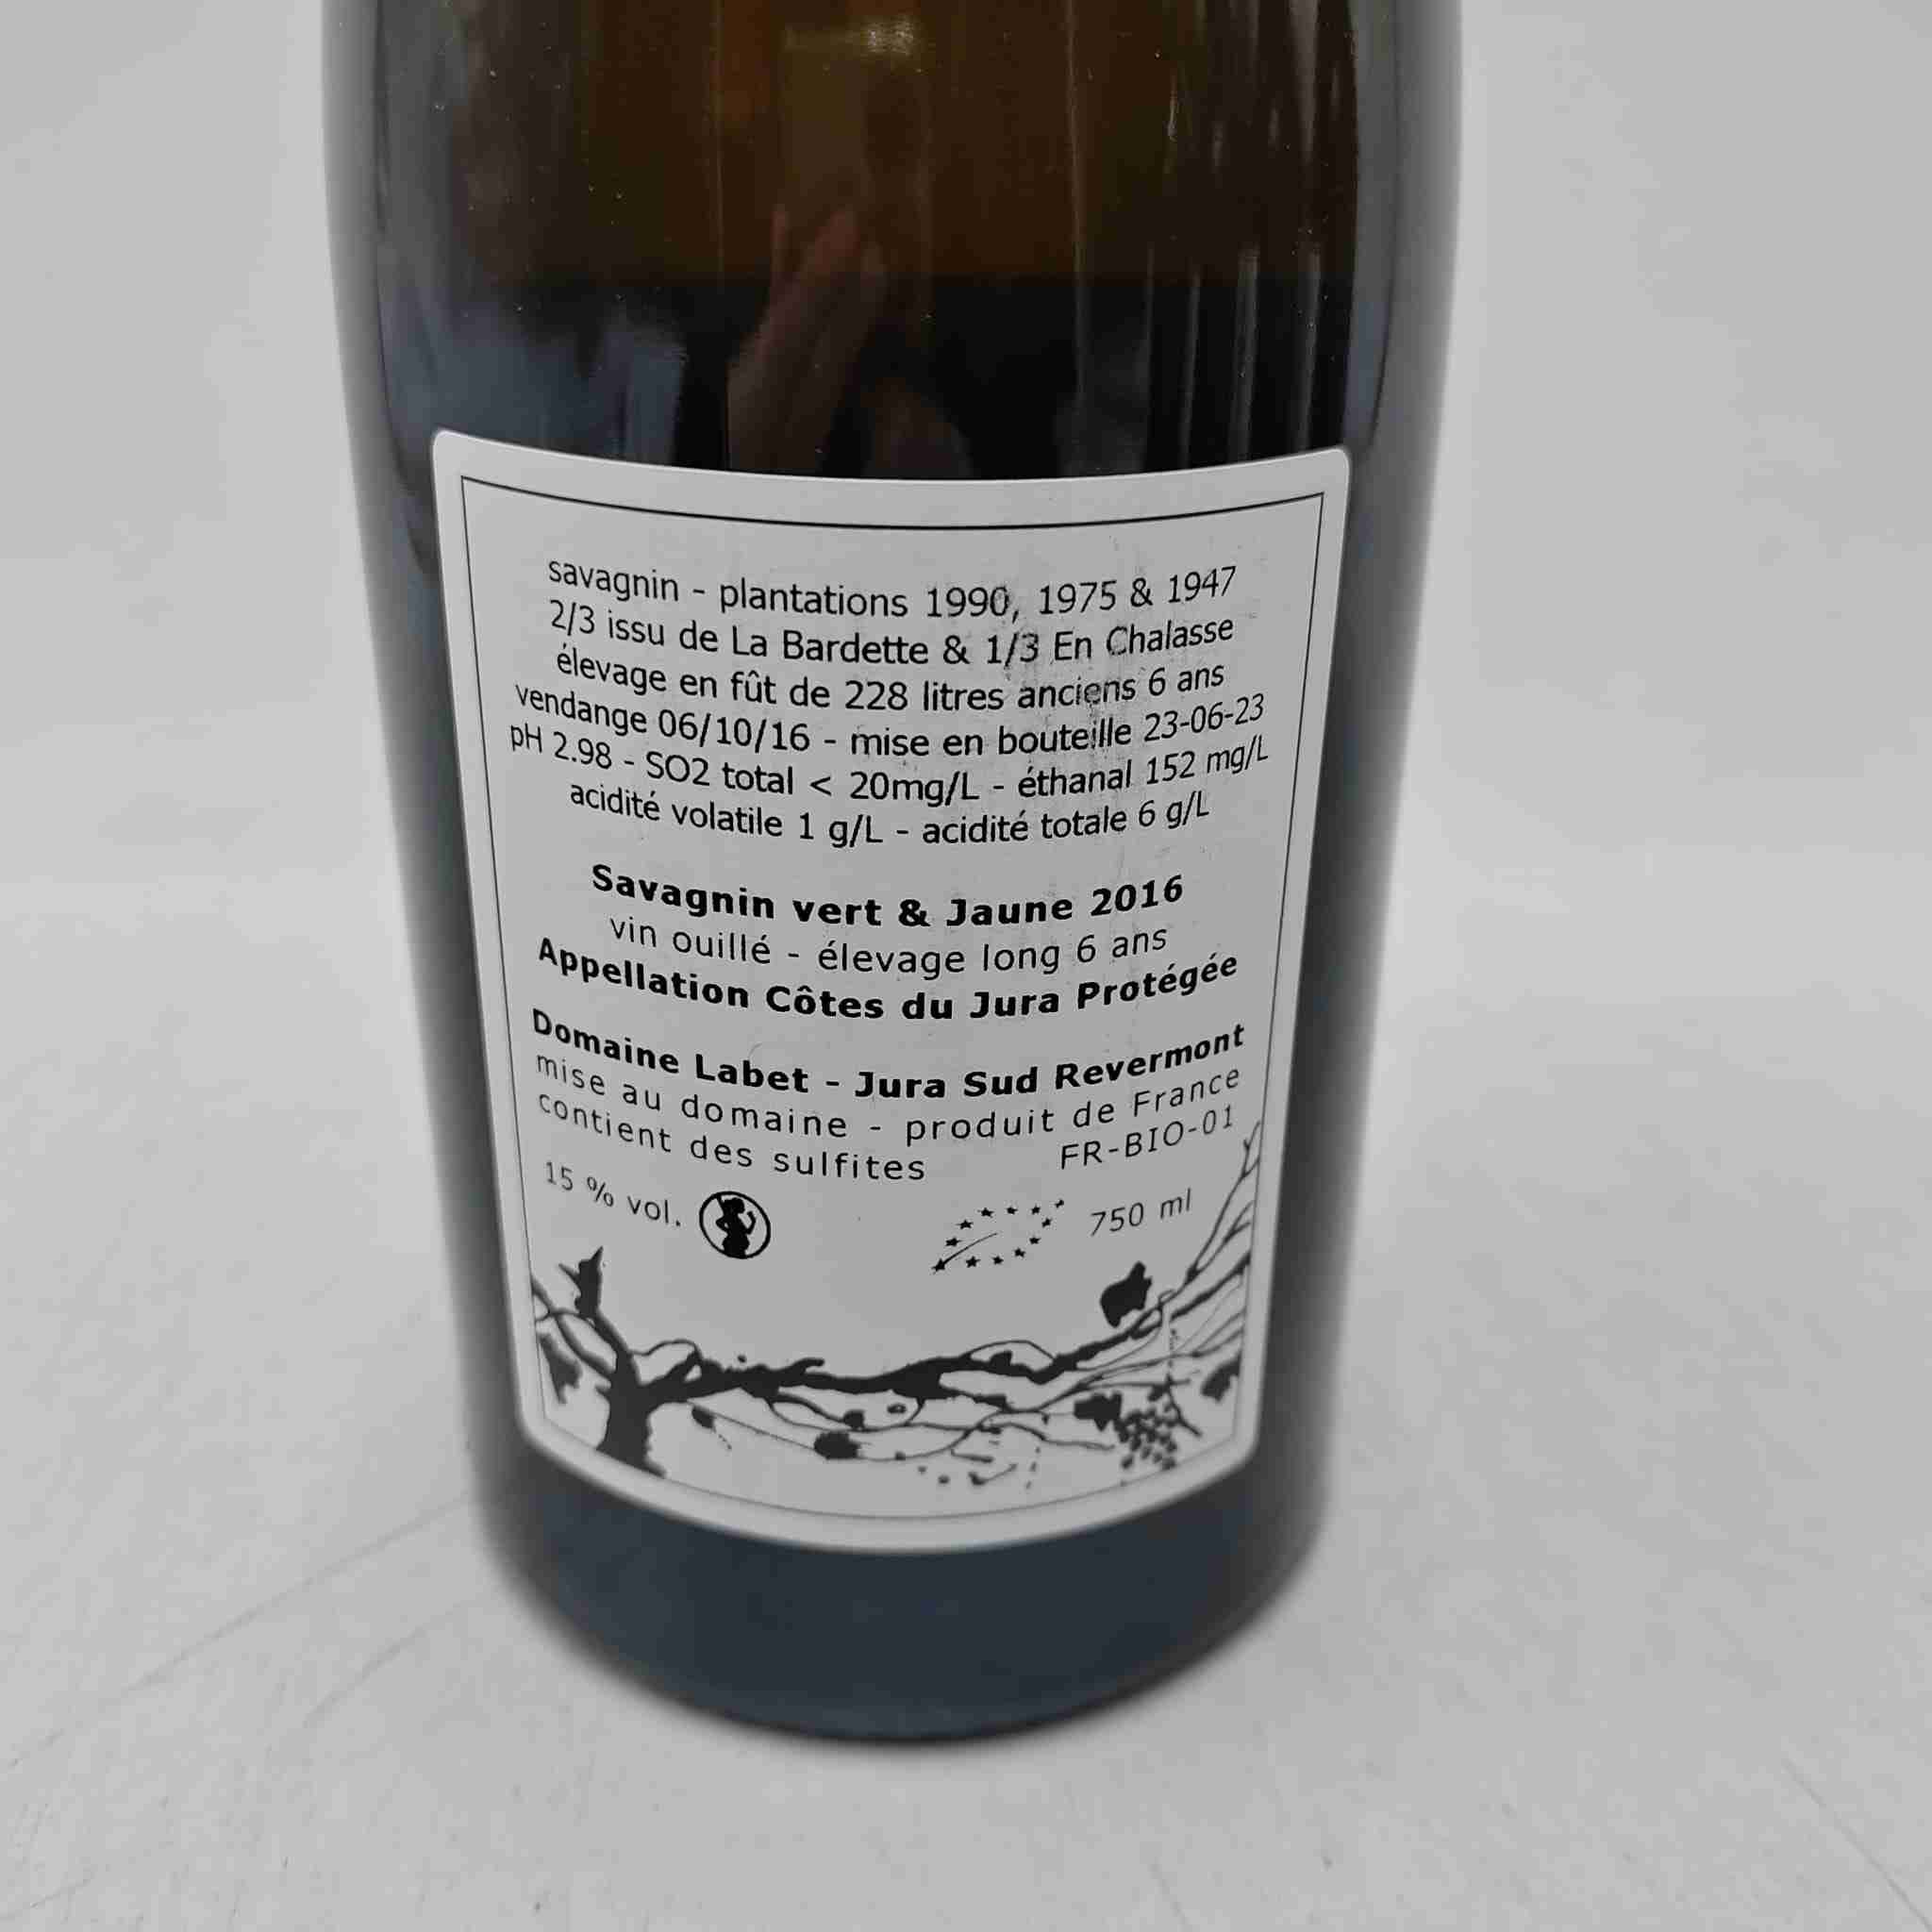 savagnin - plantations 1990, 1975 & 1947
2/3 issu de La Bardette & 1/3 En Chalasse
élevage en fût de 228 litres anciens 6 ans
vendange 06/10/16 - mise en bouteille 23-06-23
pH 2.98 - SO2 total < 20mg/L - éthanal 152 mg/L
acidité volatile 1 g/L - acidité totale 6 g/L
Savagnin vert & Jaune 2016
vin ouillé - élevage long 6 ans
Appellation Côtes du Jura Protégée
Domaine Labet - Jura Sud Revermont
mise au domaine - produit de France
contient des sulfites FR-BIO-01
15 % vol. 750 ml